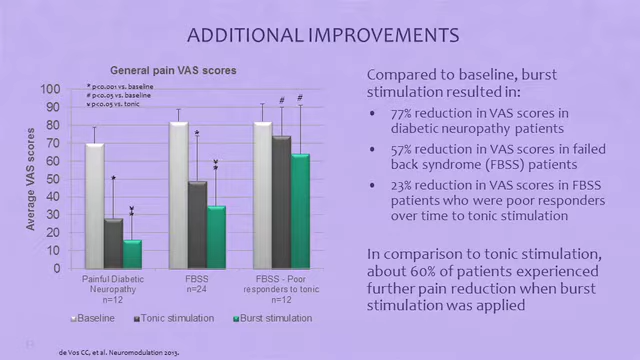 ADDITIONAL IMPROVEMENTS
General pain VAS scores
* p<0.001 vs. baseline
# p<0.05 vs. baseline
¥ p<0.05 vs. tonic
Average VAS scores
100
90
80
70
60
50
40
30
20
10
0
* ¥ * * ¥ * # #
Painful Diabetic
Neuropathy
n=12
FBSS
n=24
FBSS - Poor
responders to tonic
n=12
Baseline Tonic stimulation Burst stimulation
Compared to baseline, burst
stimulation resulted in:
• 77% reduction in VAS scores in
diabetic neuropathy patients
• 57% reduction in VAS scores in failed
back syndrome (FBSS) patients
• 23% reduction in VAS scores in FBSS
patients who were poor responders
over time to tonic stimulation
In comparison to tonic stimulation,
about 60% of patients experienced
further pain reduction when burst
stimulation was applied
de Vos CC, et al. Neuromodulation 2013.